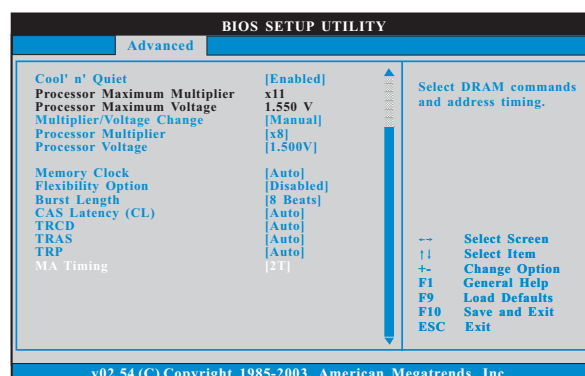 BIOS SETUP UTILITY
Advanced
Cool' n' Quiet [Enabled]
Processor Maximum Multiplier x11
Processor Maximum Voltage 1.550 V
Multiplier/Voltage Change [Manual]
Processor Multiplier [x8]
Processor Voltage [1.500V]
Memory Clock [Auto]
Flexibility Option [Disabled]
Burst Length [8 Beats]
CAS Latency (CL) [Auto]
TRCD [Auto]
TRAS [Auto]
TRP [Auto]
MA Timing [2T]
Select DRAM commands
and address timing.
←→ Select Screen
↑↓ Select Item
+- Change Option
F1 General Help
F9 Load Defaults
F10 Save and Exit
ESC Exit
v02.54 (C) Copyright 1985-2003, American Megatrends, Inc.